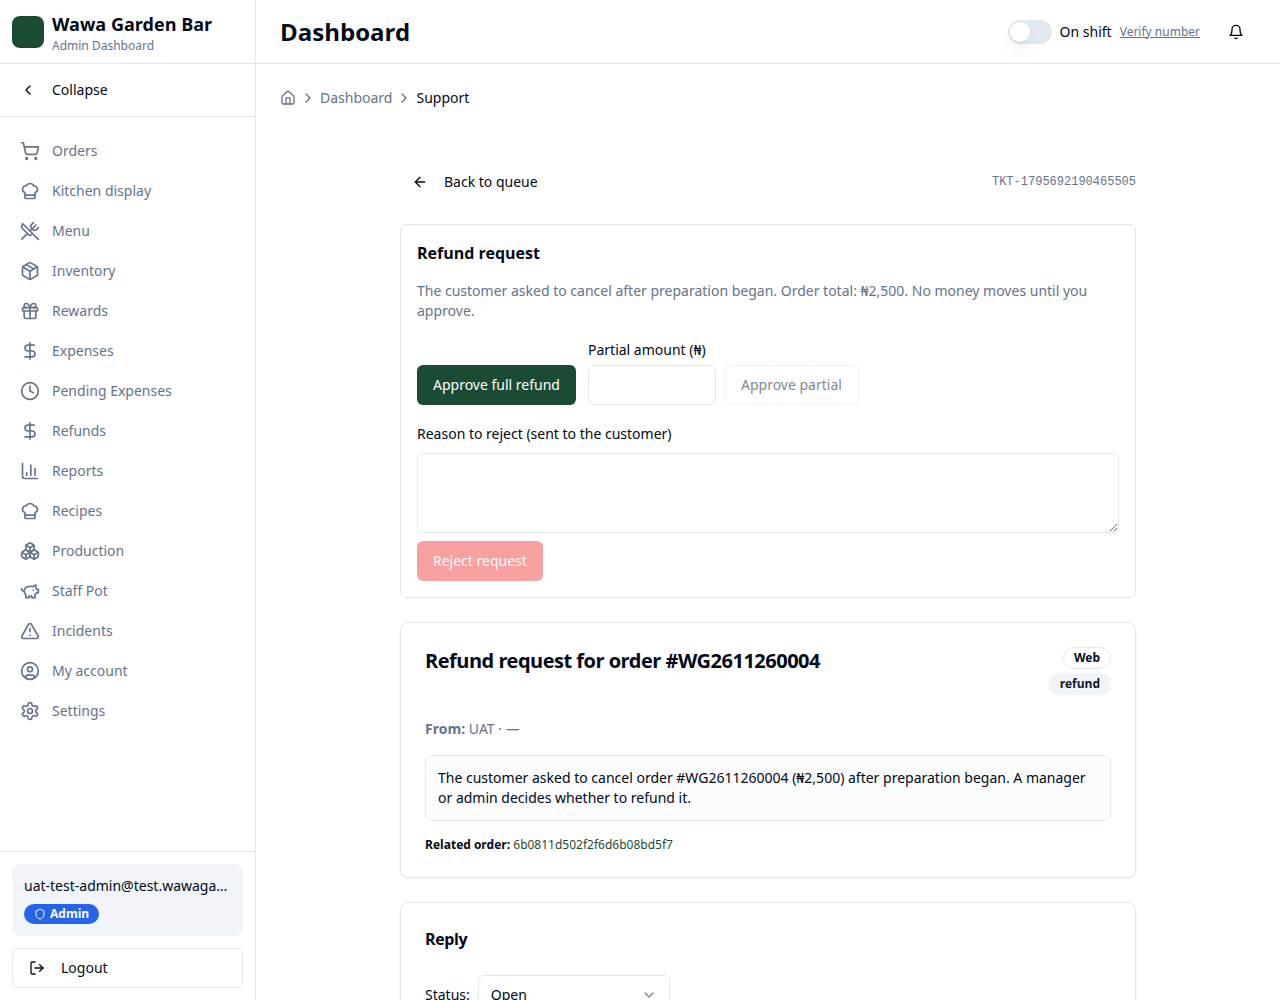 Wawa Garden Bar
Admin Dashboard
Collapse
Orders
Kitchen display
Menu
Inventory
Rewards
Expenses
Pending Expenses
Refunds
Reports
Recipes
Production
Staff Pot
Incidents
My account
Settings
uat-test-admin@test.wawaga...
Admin
Logout
Dashboard
On shift
Verify number
Dashboard
Support
Back to queue
TKT-1795692190465505
Refund request
The customer asked to cancel after preparation began. Order total: ₦2,500. No money moves until you
approve.
Partial amount (₦)
Approve full refund
Approve partial
Reason to reject (sent to the customer)
Reject request
Refund request for order #WG2611260004
Web
refund
From: UAT · —
The customer asked to cancel order #WG2611260004 (₦2,500) after preparation began. A manager
or admin decides whether to refund it.
Related order: 6b0811d502f2f6d6b08bd5f7
Reply
Status:
Open